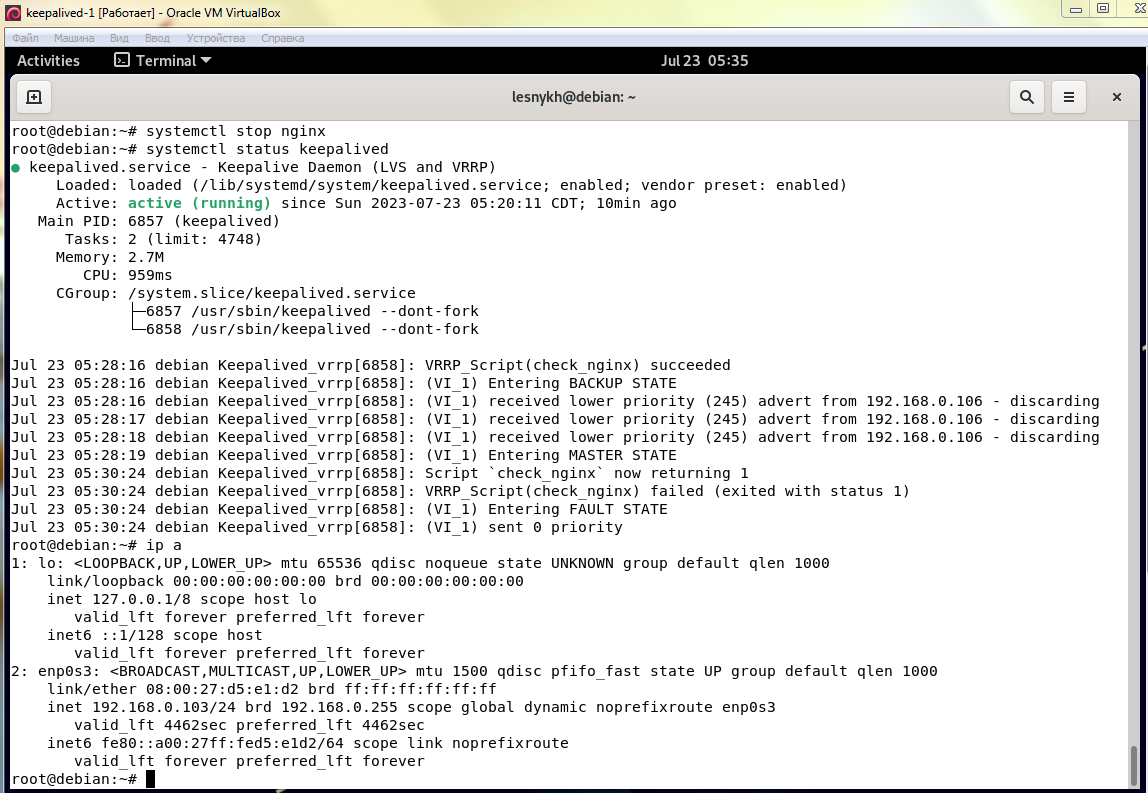 keepalived-1 [Работает] - Oracle VM VirtualBox
Файл Машина Вид Ввод Устройства Справка
Activities Terminal Jul 23 05:35
lesnykh@debian: ~
root@debian:~# systemctl stop nginx
root@debian:~# systemctl status keepalived
● keepalived.service - Keepalive Daemon (LVS and VRRP)
Loaded: loaded (/lib/systemd/system/keepalived.service; enabled; vendor preset: enabled)
Active: active (running) since Sun 2023-07-23 05:20:11 CDT; 10min ago
Main PID: 6857 (keepalived)
Tasks: 2 (limit: 4748)
Memory: 2.7M
CPU: 959ms
CGroup: /system.slice/keepalived.service
├─6857 /usr/sbin/keepalived --dont-fork
└─6858 /usr/sbin/keepalived --dont-fork
Jul 23 05:28:16 debian Keepalived_vrrp[6858]: VRRP_Script(check_nginx) succeeded
Jul 23 05:28:16 debian Keepalived_vrrp[6858]: (VI_1) Entering BACKUP STATE
Jul 23 05:28:16 debian Keepalived_vrrp[6858]: (VI_1) received lower priority (245) advert from 192.168.0.106 - discarding
Jul 23 05:28:17 debian Keepalived_vrrp[6858]: (VI_1) received lower priority (245) advert from 192.168.0.106 - discarding
Jul 23 05:28:18 debian Keepalived_vrrp[6858]: (VI_1) received lower priority (245) advert from 192.168.0.106 - discarding
Jul 23 05:28:19 debian Keepalived_vrrp[6858]: (VI_1) Entering MASTER STATE
Jul 23 05:30:24 debian Keepalived_vrrp[6858]: Script `check_nginx` now returning 1
Jul 23 05:30:24 debian Keepalived_vrrp[6858]: VRRP_Script(check_nginx) failed (exited with status 1)
Jul 23 05:30:24 debian Keepalived_vrrp[6858]: (VI_1) Entering FAULT STATE
Jul 23 05:30:24 debian Keepalived_vrrp[6858]: (VI_1) sent 0 priority
root@debian:~# ip a
1: lo: <LOOPBACK,UP,LOWER_UP> mtu 65536 qdisc noqueue state UNKNOWN group default qlen 1000
link/loopback 00:00:00:00:00:00 brd 00:00:00:00:00:00
inet 127.0.0.1/8 scope host lo
valid_lft forever preferred_lft forever
inet6 ::1/128 scope host
valid_lft forever preferred_lft forever
2: enp0s3: <BROADCAST,MULTICAST,UP,LOWER_UP> mtu 1500 qdisc pfifo_fast state UP group default qlen 1000
link/ether 08:00:27:d5:e1:d2 brd ff:ff:ff:ff:ff:ff
inet 192.168.0.103/24 brd 192.168.0.255 scope global dynamic noprefixroute enp0s3
valid_lft 4462sec preferred_lft 4462sec
inet6 fe80::a00:27ff:fed5:e1d2/64 scope link noprefixroute
valid_lft forever preferred_lft forever
root@debian:~#